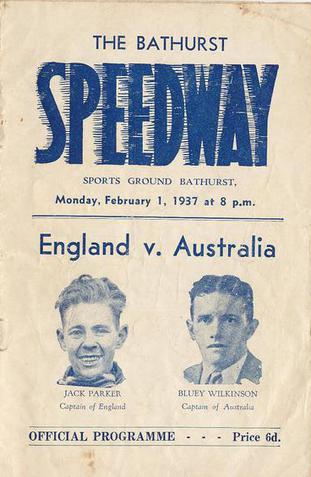 THE BATHURST
SPEEDWAY
SPORTS GROUND BATHURST,
Monday, February 1, 1937 at 8 p.m.
England v. Australia
JACK PARKER
Captain of England
BLUEY WILKINSON
Captain of Australia
OFFICIAL PROGRAMME - - - Price 6d.